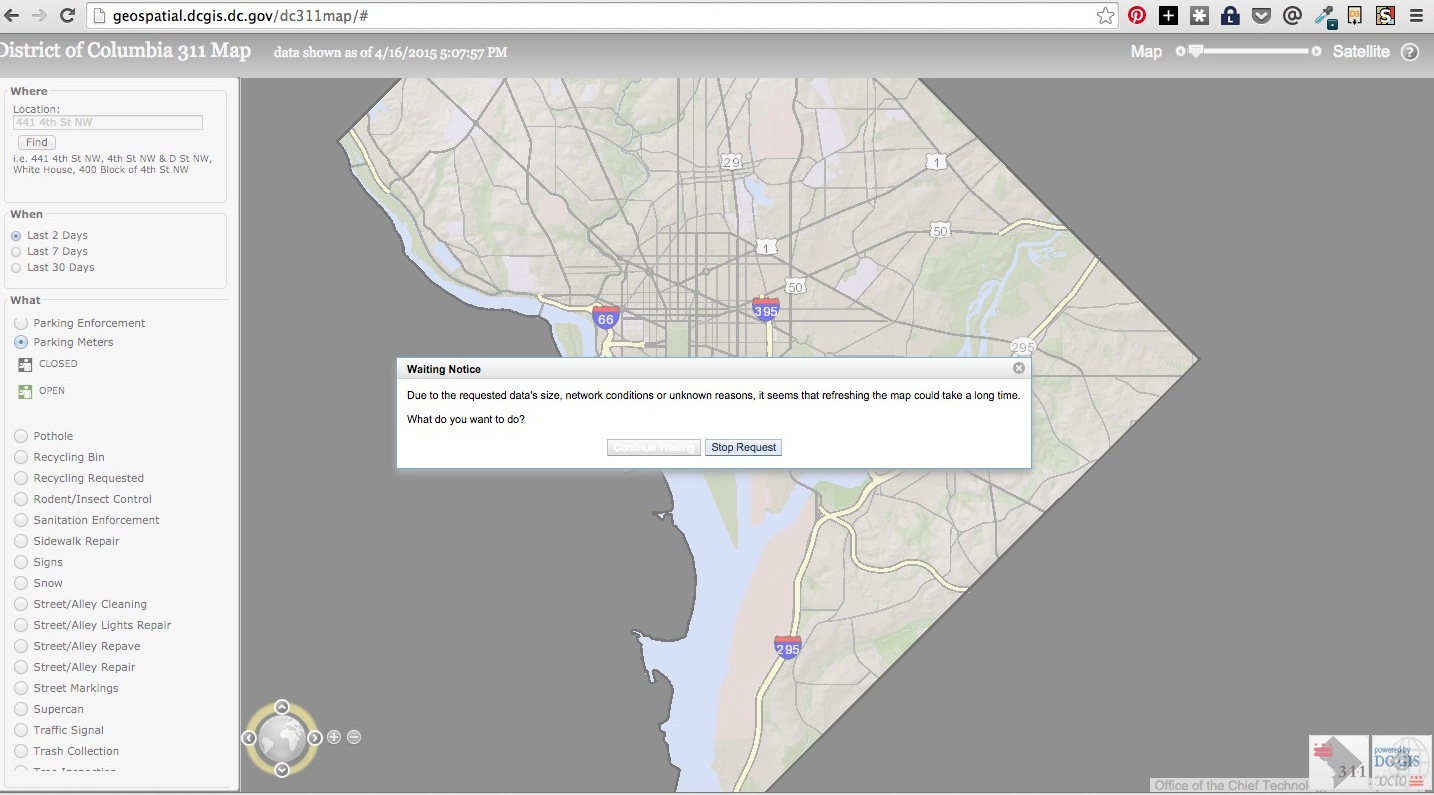 geospatial.dcgis.dc.gov/dc311map/#
District of Columbia 311 Map
data shown as of 4/16/2015 5:07:57 PM
Map
Satellite
?
Where
Location:
441 4th St NW
Find
i.e. 441 4th St NW, 4th St NW & D St NW,
White House, 400 Block of 4th St NW
When
Last 2 Days
Last 7 Days
Last 30 Days
What
Parking Enforcement
Parking Meters
CLOSED
OPEN
Pothole
Recycling Bin
Recycling Requested
Rodent/Insect Control
Sanitation Enforcement
Sidewalk Repair
Signs
Snow
Street/Alley Cleaning
Street/Alley Lights Repair
Street/Alley Repave
Street/Alley Repair
Street Markings
Supercan
Traffic Signal
Trash Collection
Tree Inspection
29
1
50
1
50
66
395
295
Waiting Notice
Due to the requested data's size, network conditions or unknown reasons, it seems that refreshing the map could take a long time.
What do you want to do?
Continue Waiting
Stop Request
295
311
powered by
DC GIS
octo
Office of the Chief Technolog